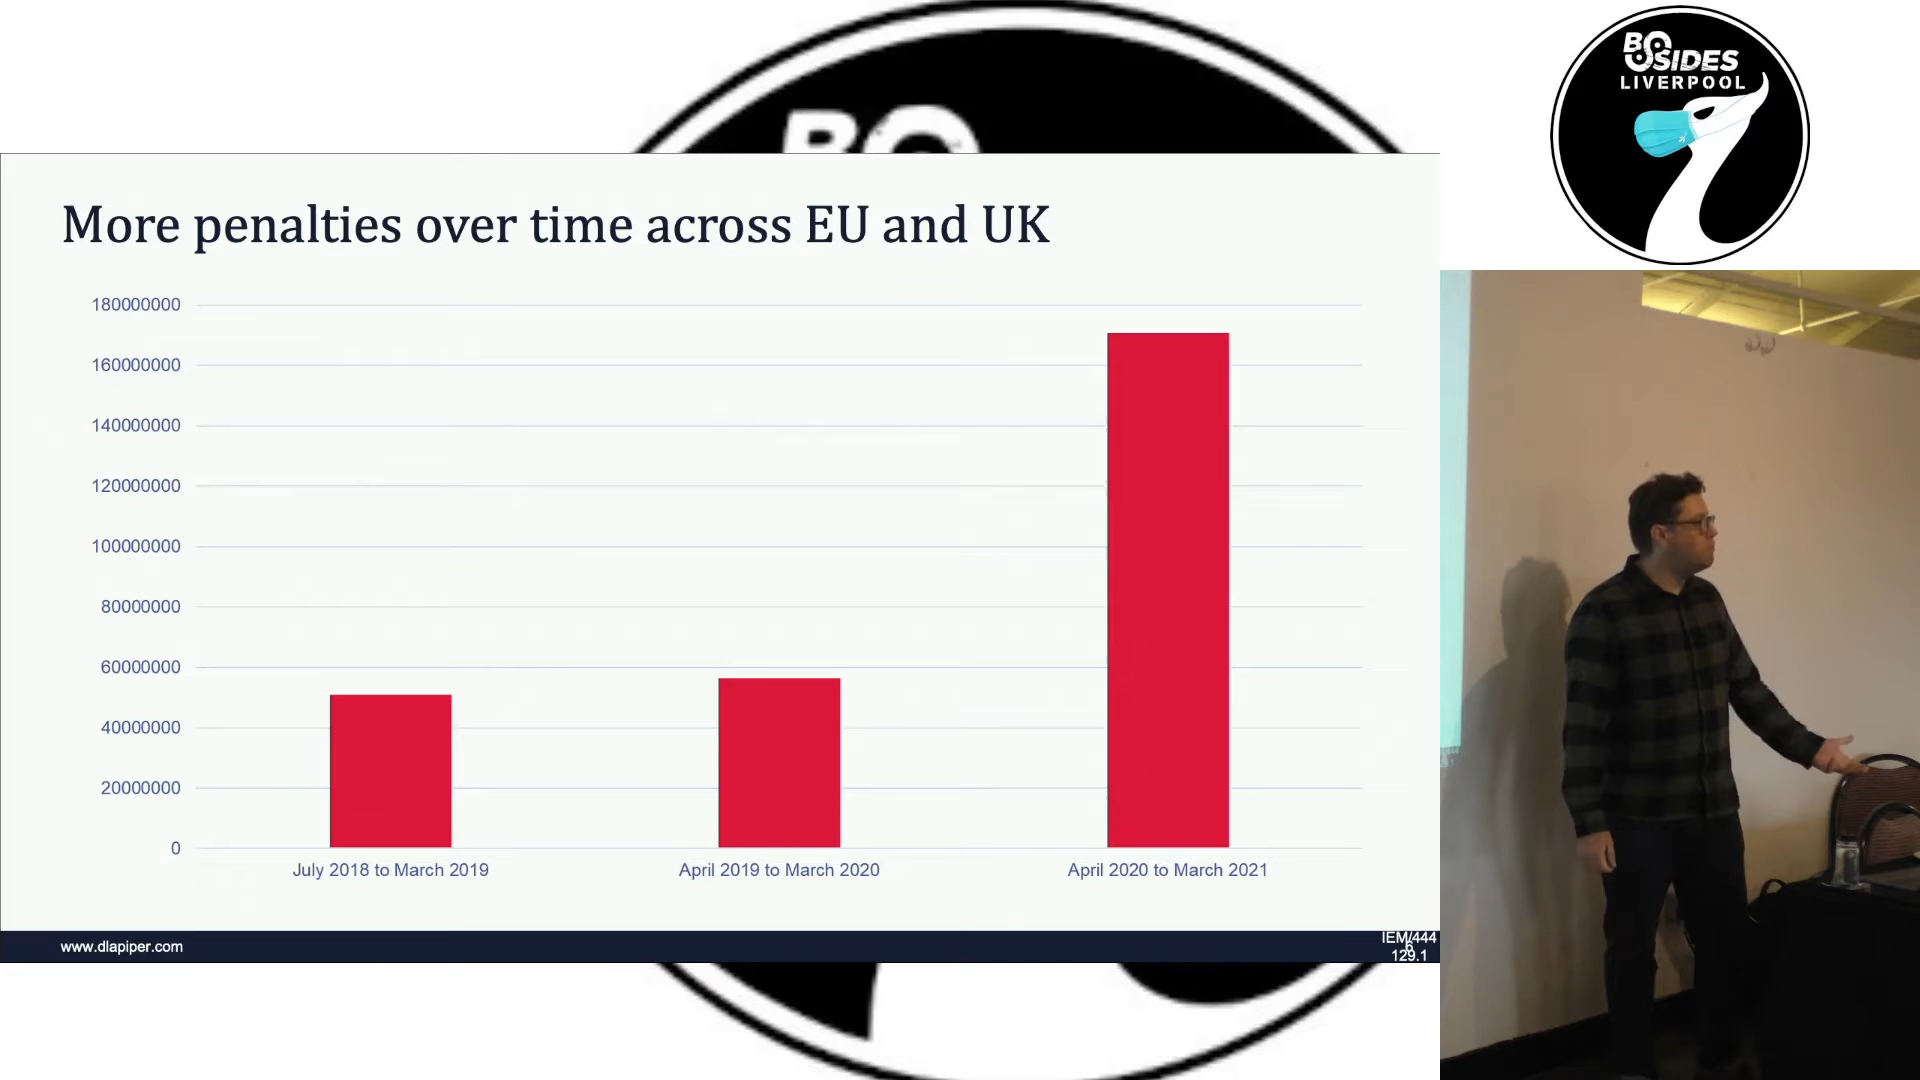 BSIDES
LIVERPOOL
More penalties over time across EU and UK
180000000
160000000
140000000
120000000
100000000
80000000
60000000
40000000
20000000
0
July 2018 to March 2019
April 2019 to March 2020
April 2020 to March 2021
www.dlapiper.com
IEM/444
6
129.1